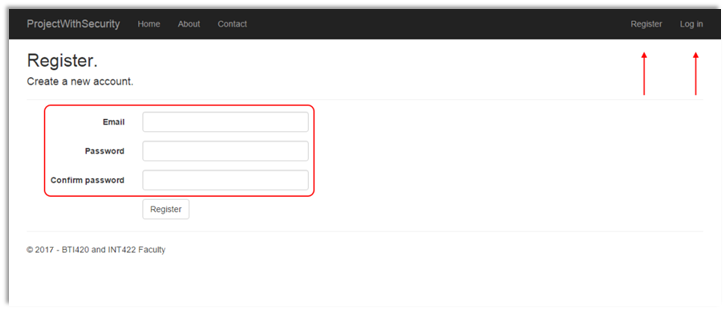 ProjectWithSecurity Home About Contact Register Log in
Register.
Create a new account.
Email
Password
Confirm password
Register
© 2017 - BTI420 and INT422 Faculty